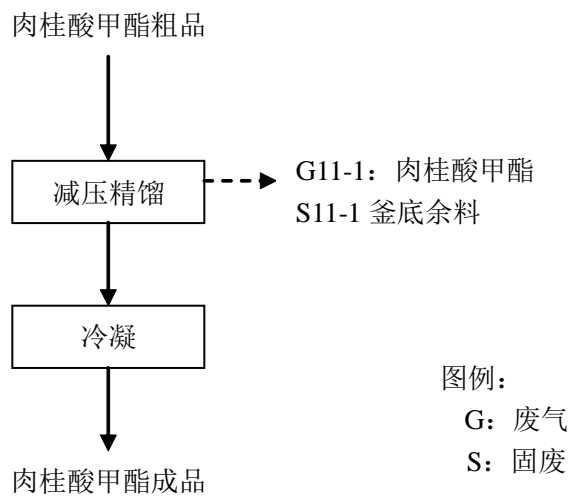 肉桂酸甲酯粗品
减压精馏
G11-1：肉桂酸甲酯
S11-1 釜底余料
冷凝
图例：
G：废气
S：固废
肉桂酸甲酯成品